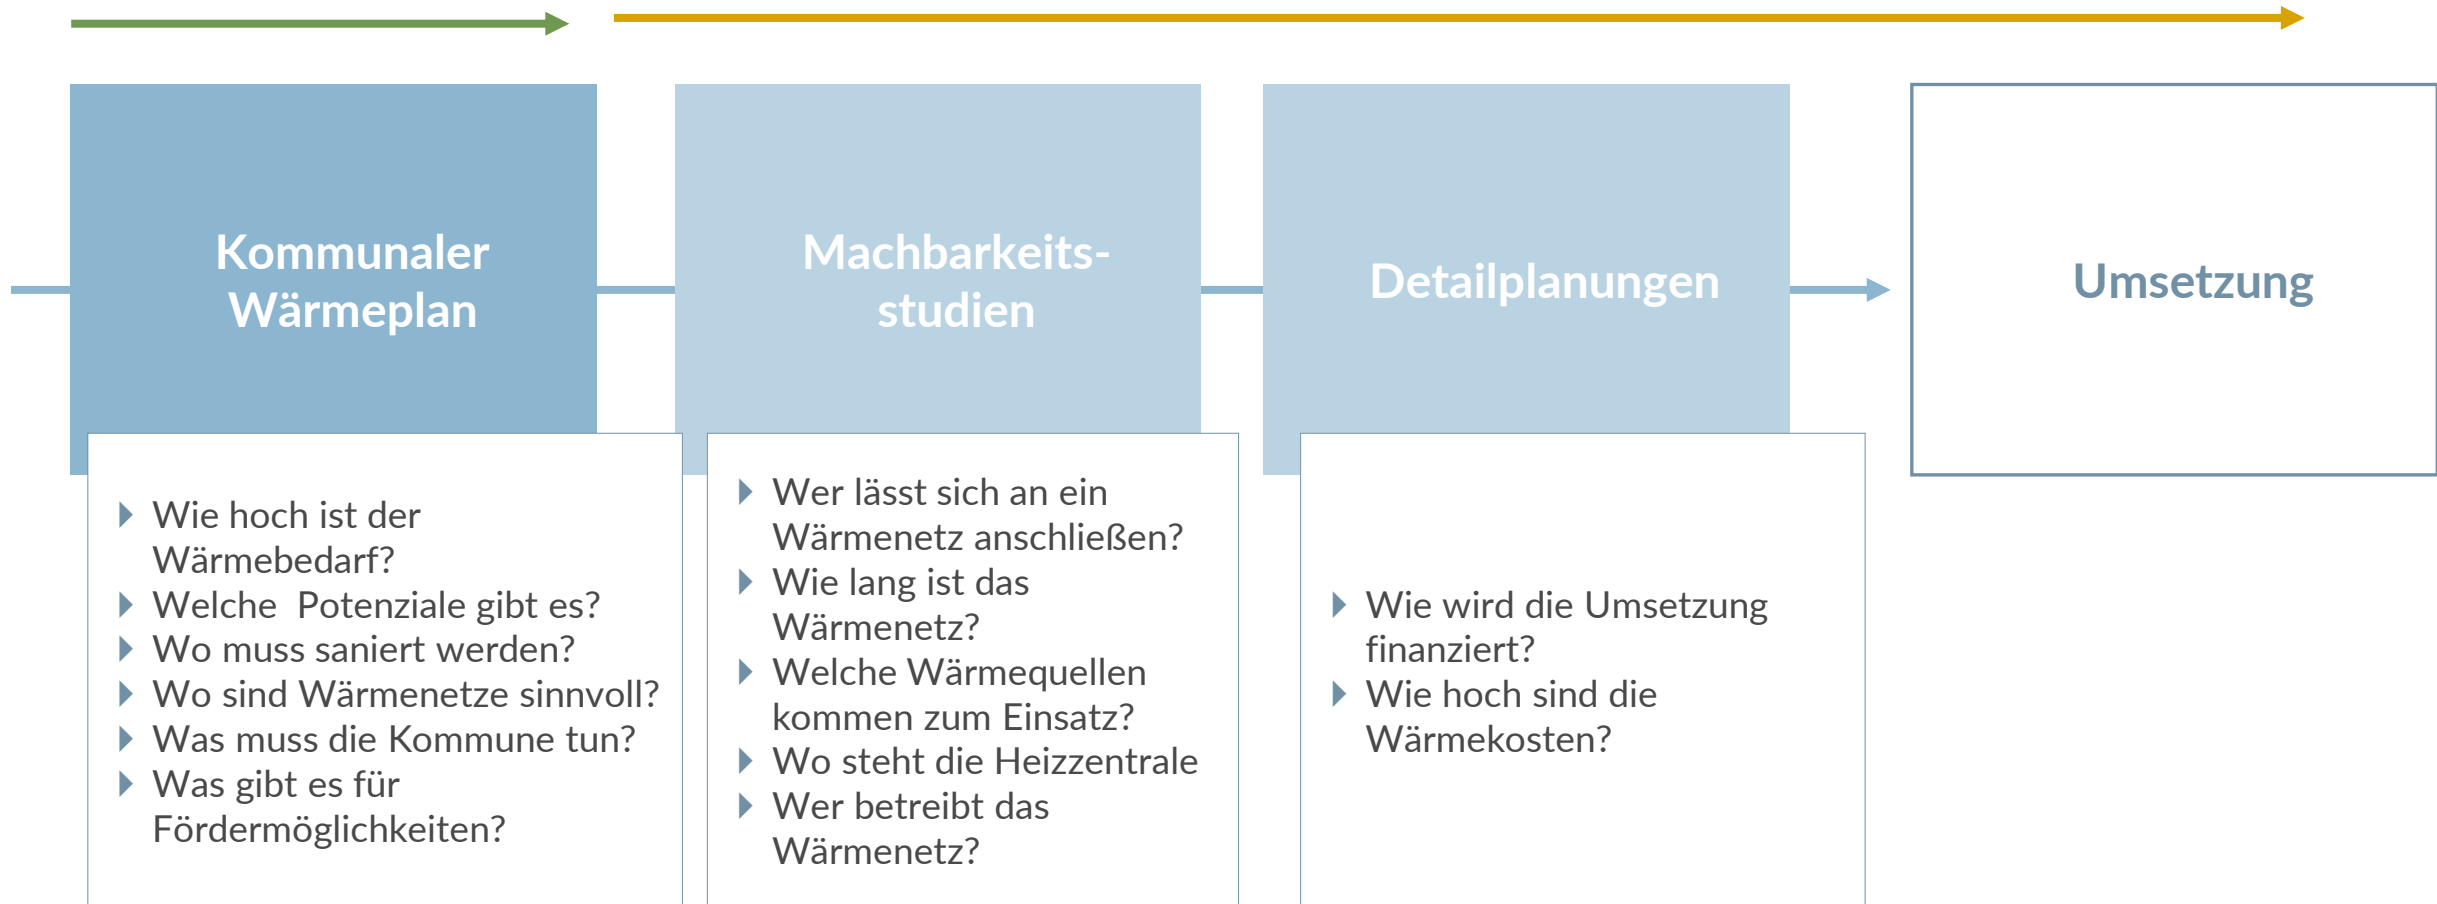 Kommunaler
Wärmeplan
Wie hoch ist der
Wärmebedarf?
Welche  Potenziale gibt es?
Wo muss saniert werden?
Wo sind Wärmenetze sinnvoll?
Was muss die Kommune tun?
Was gibt es für
Fördermöglichkeiten?
Machbarkeits-
studien
Wer lässt sich an ein
Wärmenetz anschließen?
Wie lang ist das
Wärmenetz?
Welche Wärmequellen
kommen zum Einsatz?
Wo steht die Heizzentrale
Wer betreibt das
Wärmenetz?
Detailplanungen
Wie wird die Umsetzung
finanziert?
Wie hoch sind die
Wärmekosten?
Umsetzung